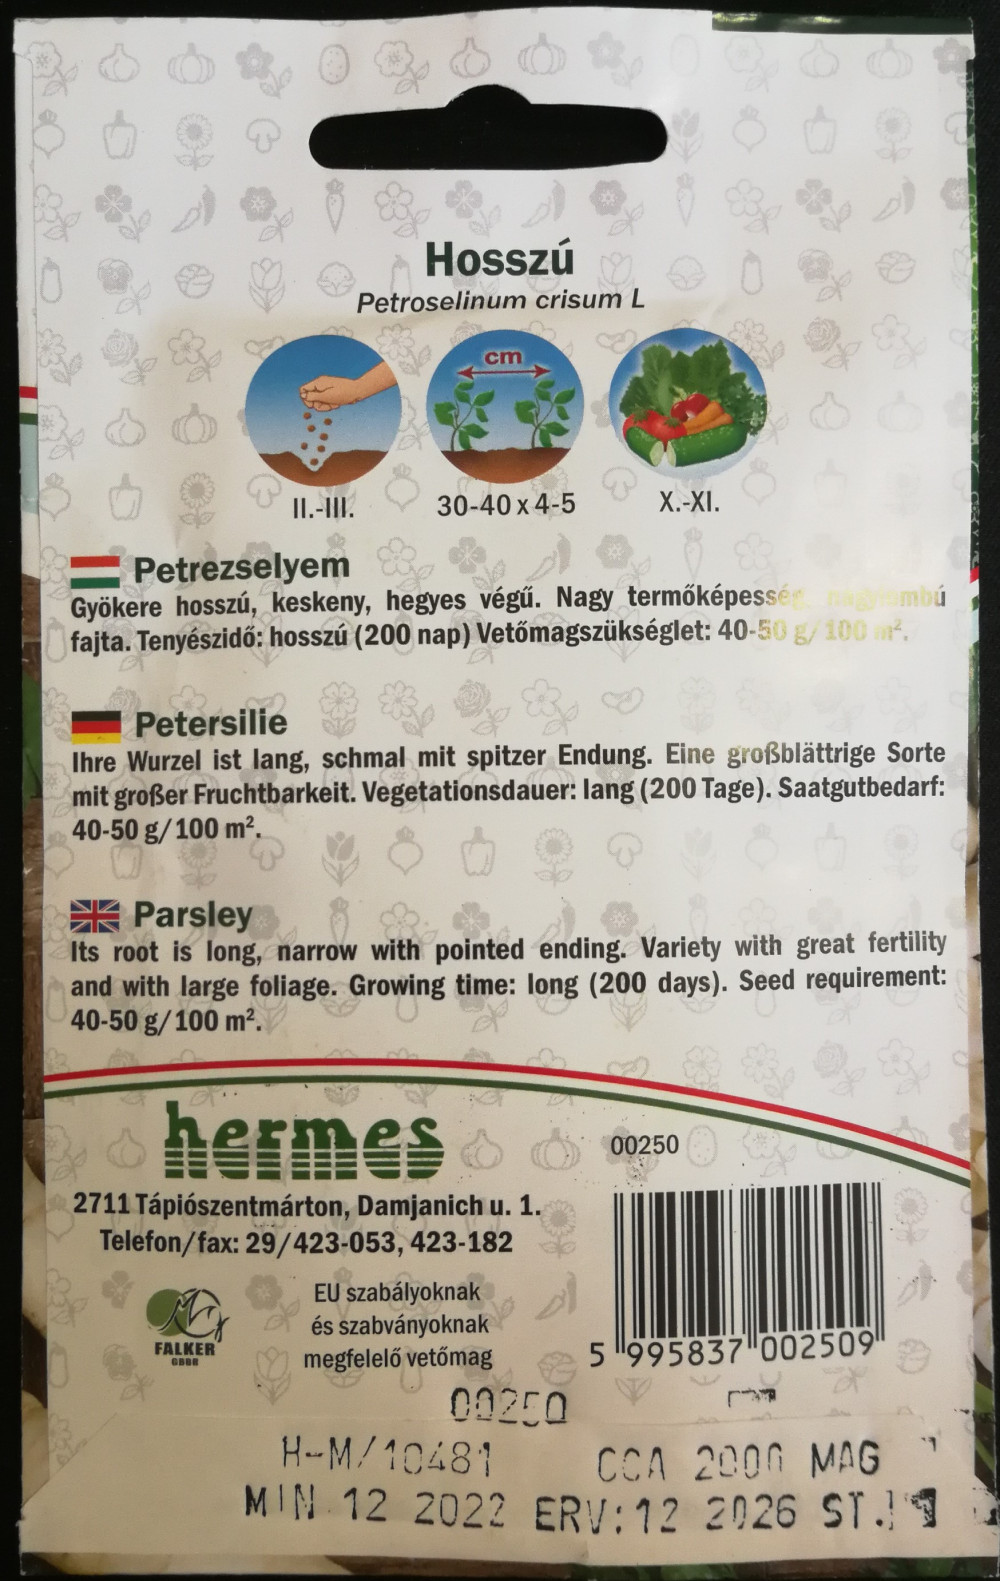 Hosszú
Petroselinum crisum L
cm
II.-III.
30-40 x 4-5
X.-XI.
Petrezselyem
Gyökere hosszú, keskeny, hegyes végű. Nagy termőképesség, nagylombú
fajta. Tenyészidő: hosszú (200 nap) Vetőmagszükséglet: 40-50 g/100 m².
Petersilie
Ihre Wurzel ist lang, schmal mit spitzer Endung. Eine großblättrige Sorte
mit großer Fruchtbarkeit. Vegetationsdauer: lang (200 Tage). Saatgutbedarf:
40-50 g/100 m².
Parsley
Its root is long, narrow with pointed ending. Variety with great fertility
and with large foliage. Growing time: long (200 days). Seed requirement:
40-50 g/100 m².
hermes
00250
2711 Tápiószentmárton, Damjanich u. 1.
Telefon/fax: 29/423-053, 423-182
FALKER
EU szabályoknak
és szabványoknak
megfelelő vetőmag
5 995837 002509
00250
H-M/10481 CCA 2000 MAG
MIN 12 2022 ERV:12 2026 ST.